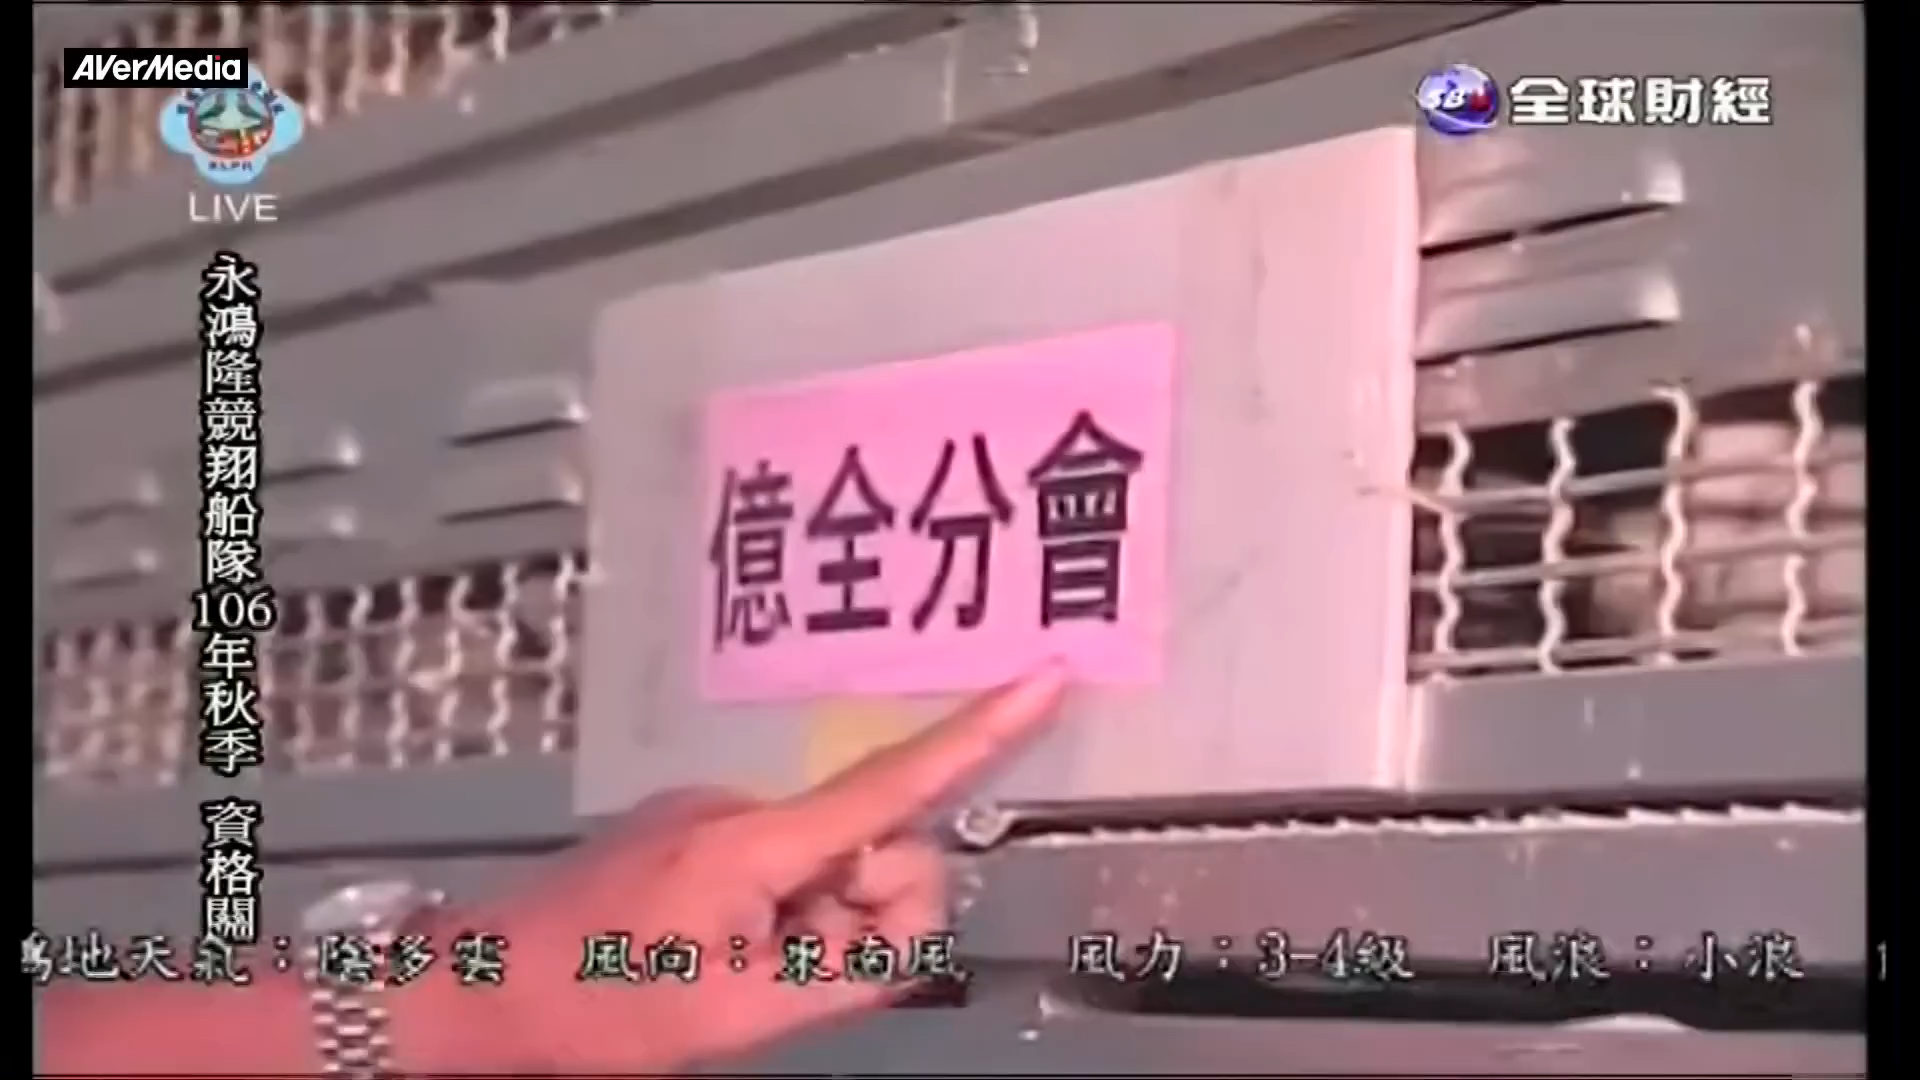 AVerMedia
全球財經
LIVE
永鴻隆競翔船隊106年秋季 資格關
億全分會
地天氣：陰多雲 風向：東南風 風力：3-4級 風浪：小浪 1